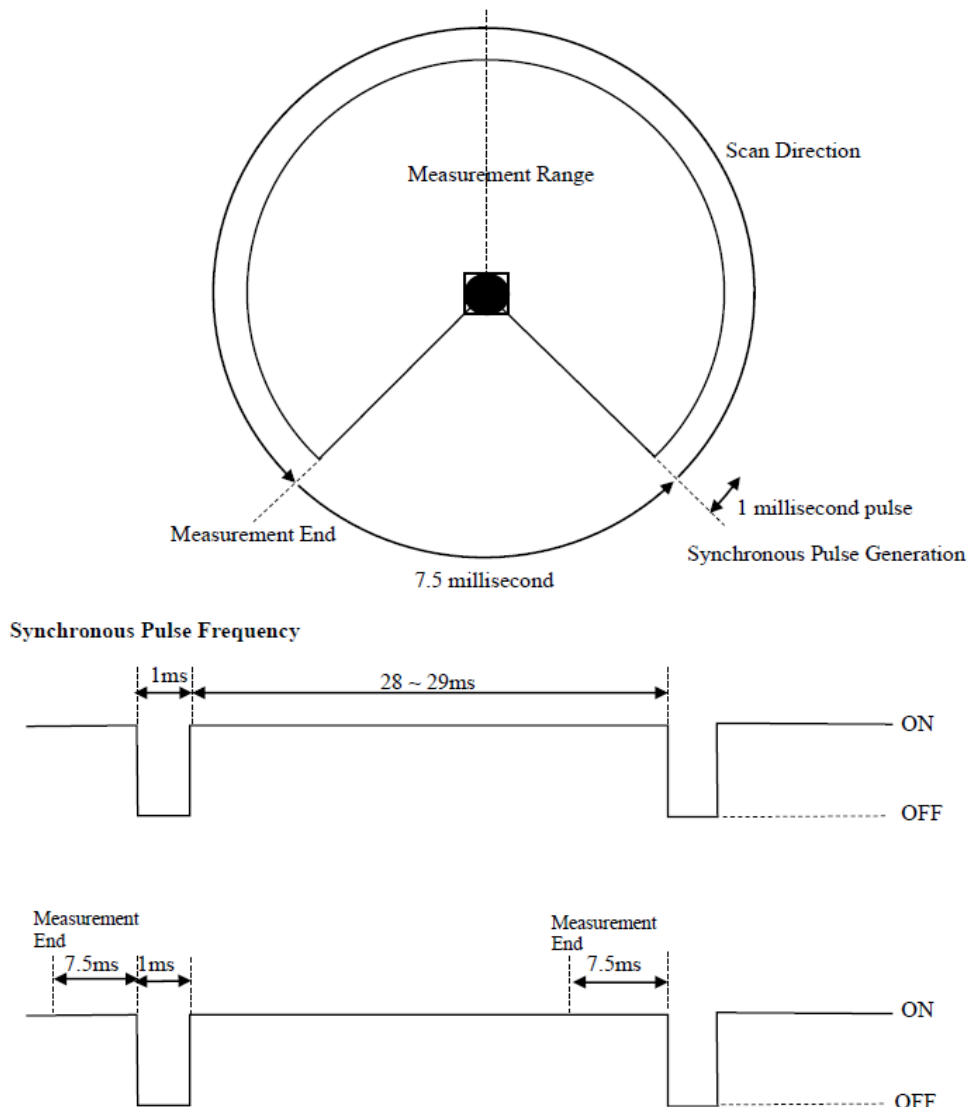 Scan Direction
Measurement Range
1 millisecond pulse
Measurement End
Synchronous Pulse Generation
7.5 millisecond
Synchronous Pulse Frequency
1ms
28 ~ 29ms
ON
OFF
Measurement
End
7.5ms
1ms
Measurement
End
7.5ms
ON
OFF